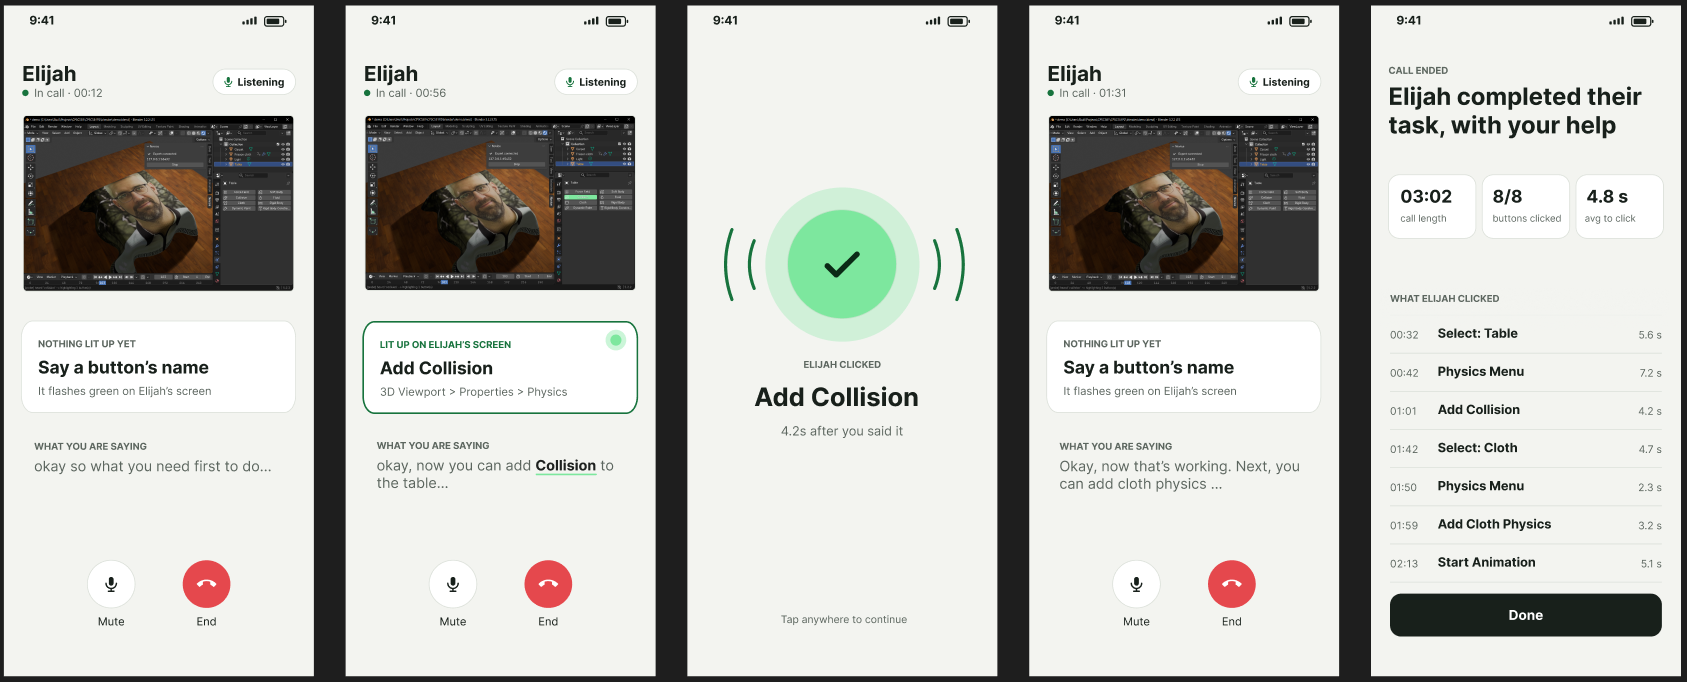 9:41
Elijah
In call · 00:12
Listening
NOTHING LIT UP YET
Say a button's name
It flashes green on Elijah's screen
WHAT YOU ARE SAYING
okay so what you need first to do...
Mute
End
9:41
Elijah
In call · 00:56
Listening
LIT UP ON ELIJAH'S SCREEN
Add Collision
3D Viewport > Properties > Physics
WHAT YOU ARE SAYING
okay, now you can add Collision to
the table...
Mute
End
9:41
ELIJAH CLICKED
Add Collision
4.2s after you said it
Tap anywhere to continue
9:41
Elijah
In call · 01:31
Listening
NOTHING LIT UP YET
Say a button's name
It flashes green on Elijah's screen
WHAT YOU ARE SAYING
Okay, now that's working. Next, you
can add cloth physics ...
Mute
End
9:41
CALL ENDED
Elijah completed their
task, with your help
03:02
call length
8/8
buttons clicked
4.8 s
avg to click
WHAT ELIJAH CLICKED
00:32 Select: Table 5.6 s
00:42 Physics Menu 7.2 s
01:01 Add Collision 4.2 s
01:42 Select: Cloth 4.7 s
01:50 Physics Menu 2.3 s
01:59 Add Cloth Physics 3.2 s
02:13 Start Animation 5.1 s
Done